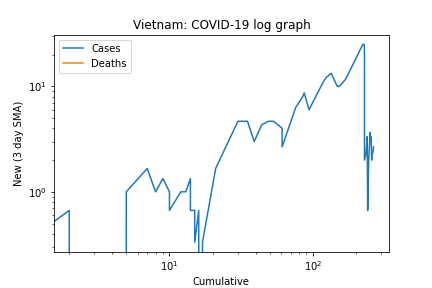 Vietnam: COVID-19 log graph
Cases
Deaths
New (3 day SMA)
10¹
10⁰
10¹
10²
Cumulative